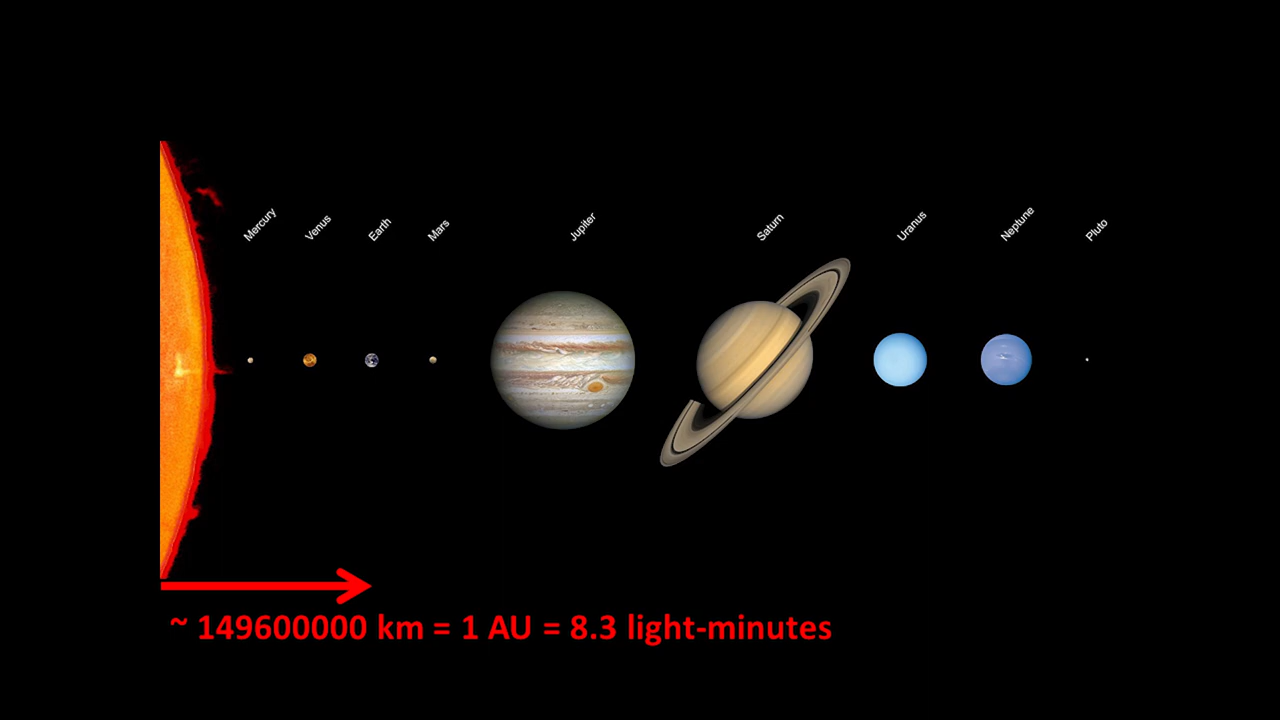 Mercury
Venus
Earth
Mars
Jupiter
Saturn
Uranus
Neptune
Pluto
~ 149600000 km = 1 AU = 8.3 light-minutes